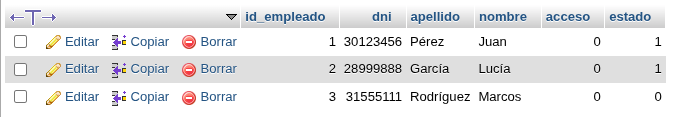 id_empleado dni apellido nombre acceso estado
Editar Copiar Borrar 1 30123456 Pérez Juan 0 1
Editar Copiar Borrar 2 28999888 García Lucía 0 1
Editar Copiar Borrar 3 31555111 Rodríguez Marcos 0 0